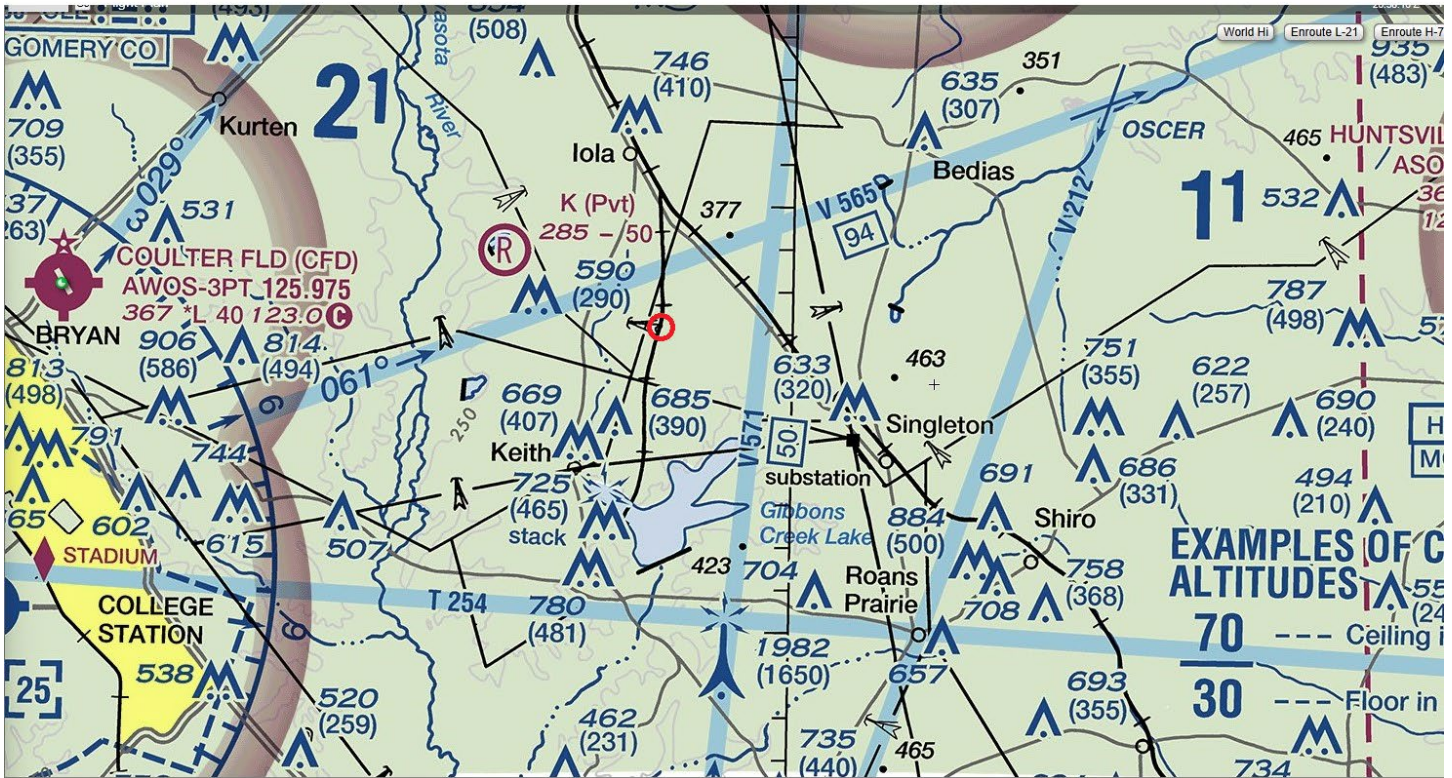 GOMERY CO
(508)
World Hi
Enroute L-21
Enroute H-7
935
(483)
746
(410)
635
(307)
351
21
River
709
(355)
Kurten
Iola
OSCER
465
Bedias
029°
531
K (Pvt)
285 – 50
377
V 565
94
V 212
11
532
COULTER FLD (CFD)
AWOS-3PT 125.975
367 *L 40 123.0 C
R
590
(290)
787
(498)
BRYAN
906
(586)
814
(494)
061°
633
(320)
463
751
(355)
622
(257)
813
(498)
669
(407)
685
(390)
690
(240)
250
V 571
50
Singleton
791
744
Keith
substation
691
686
(331)
494
(210)
725
(465)
stack
Gibbons
Creek Lake
884
(500)
Shiro
602
615
507
STADIUM
423
704
EXAMPLES OF C
ALTITUDES
Roans
Prairie
758
(368)
708
T 254
780
(481)
COLLEGE
STATION
70
--- Ceiling i
1982
(1650)
657
538
25
520
(259)
693
(355)
30
--- Floor in
462
(231)
735
(440)
465
734